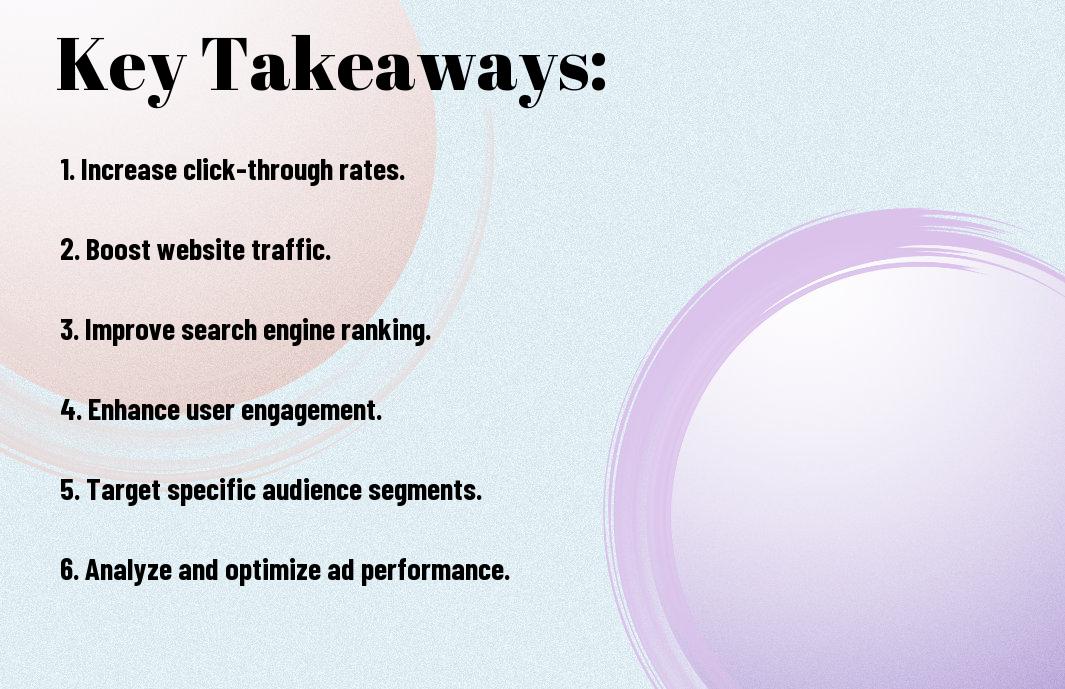 Key Takeaways:
1. Increase click-through rates.
2. Boost website traffic.
3. Improve search engine ranking.
4. Enhance user engagement.
5. Target specific audience segments.
6. Analyze and optimize ad performance.